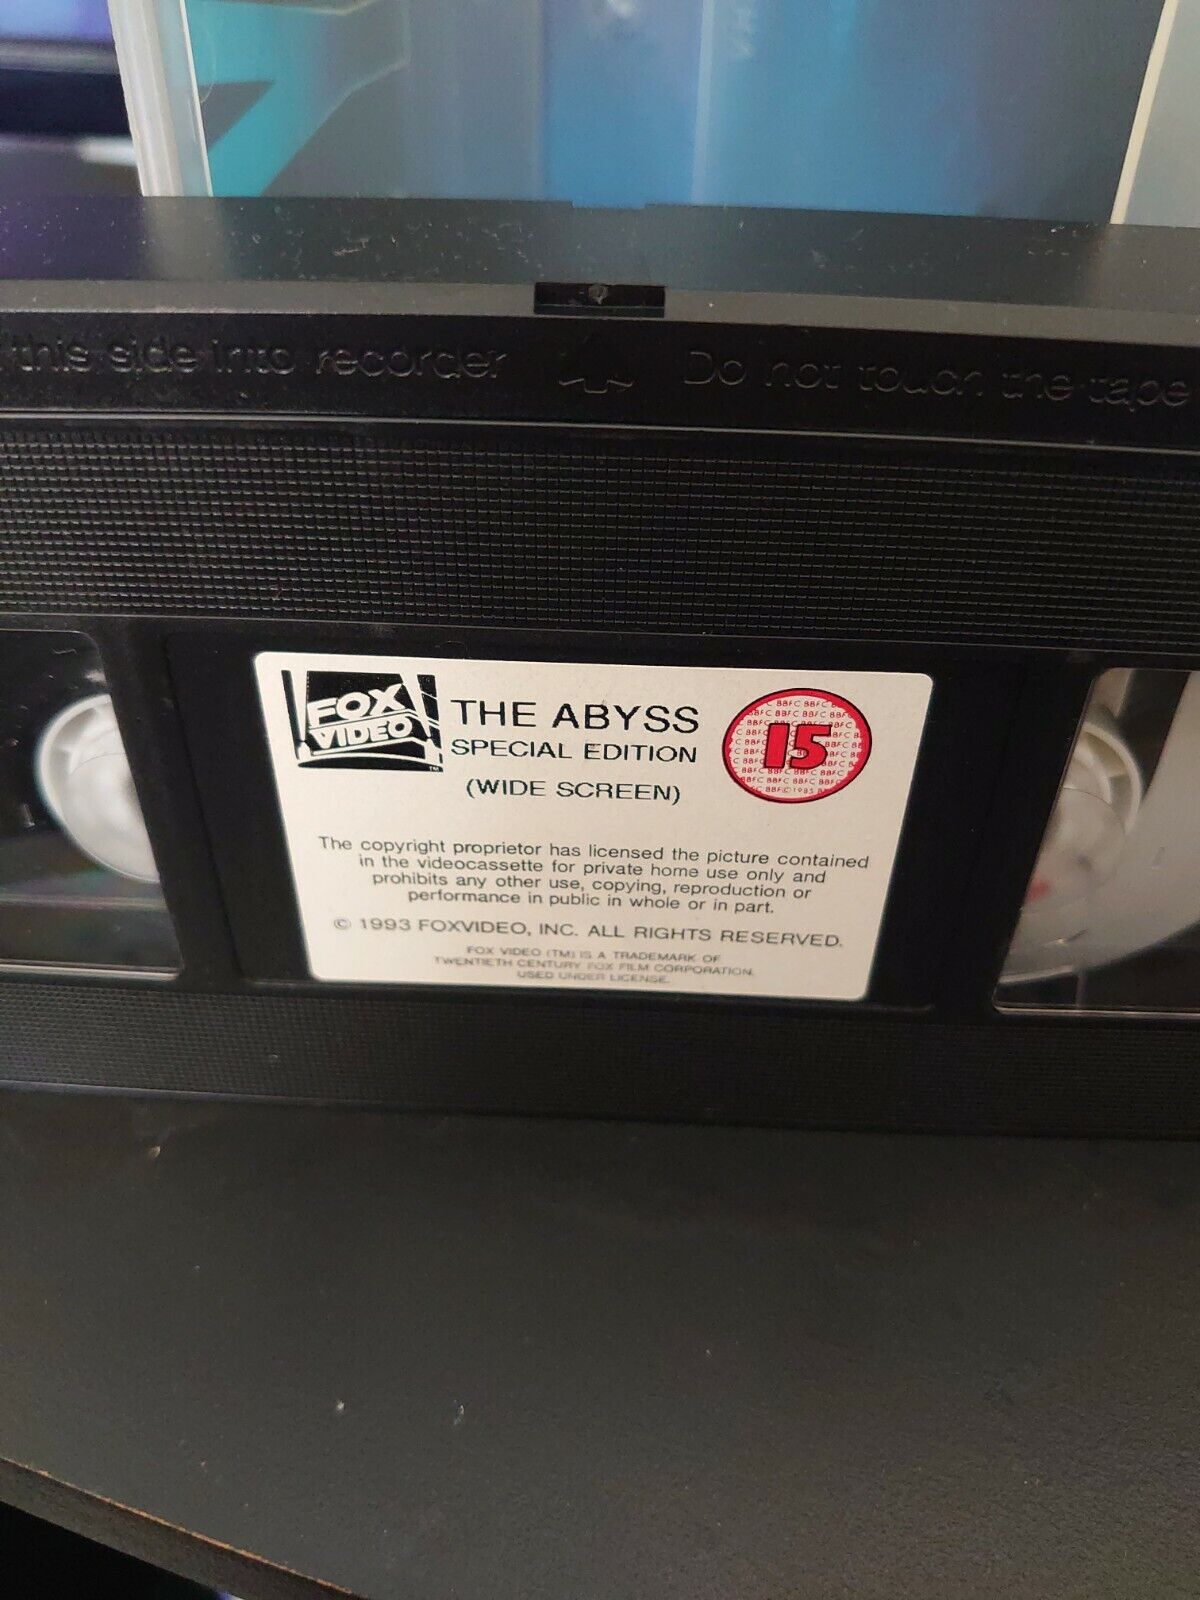 VH
this side into recorder Do not touch the tape
FOX
VIDEO
TM
THE ABYSS
SPECIAL EDITION
(WIDE SCREEN)
15
The copyright proprietor has licensed the picture contained
in the videocassette for private home use only and
prohibits any other use, copying, reproduction or
performance in public in whole or in part.
© 1993 FOXVIDEO, INC. ALL RIGHTS RESERVED.
FOX VIDEO (TM) IS A TRADEMARK OF
TWENTIETH CENTURY FOX FILM CORPORATION.
USED UNDER LICENSE.